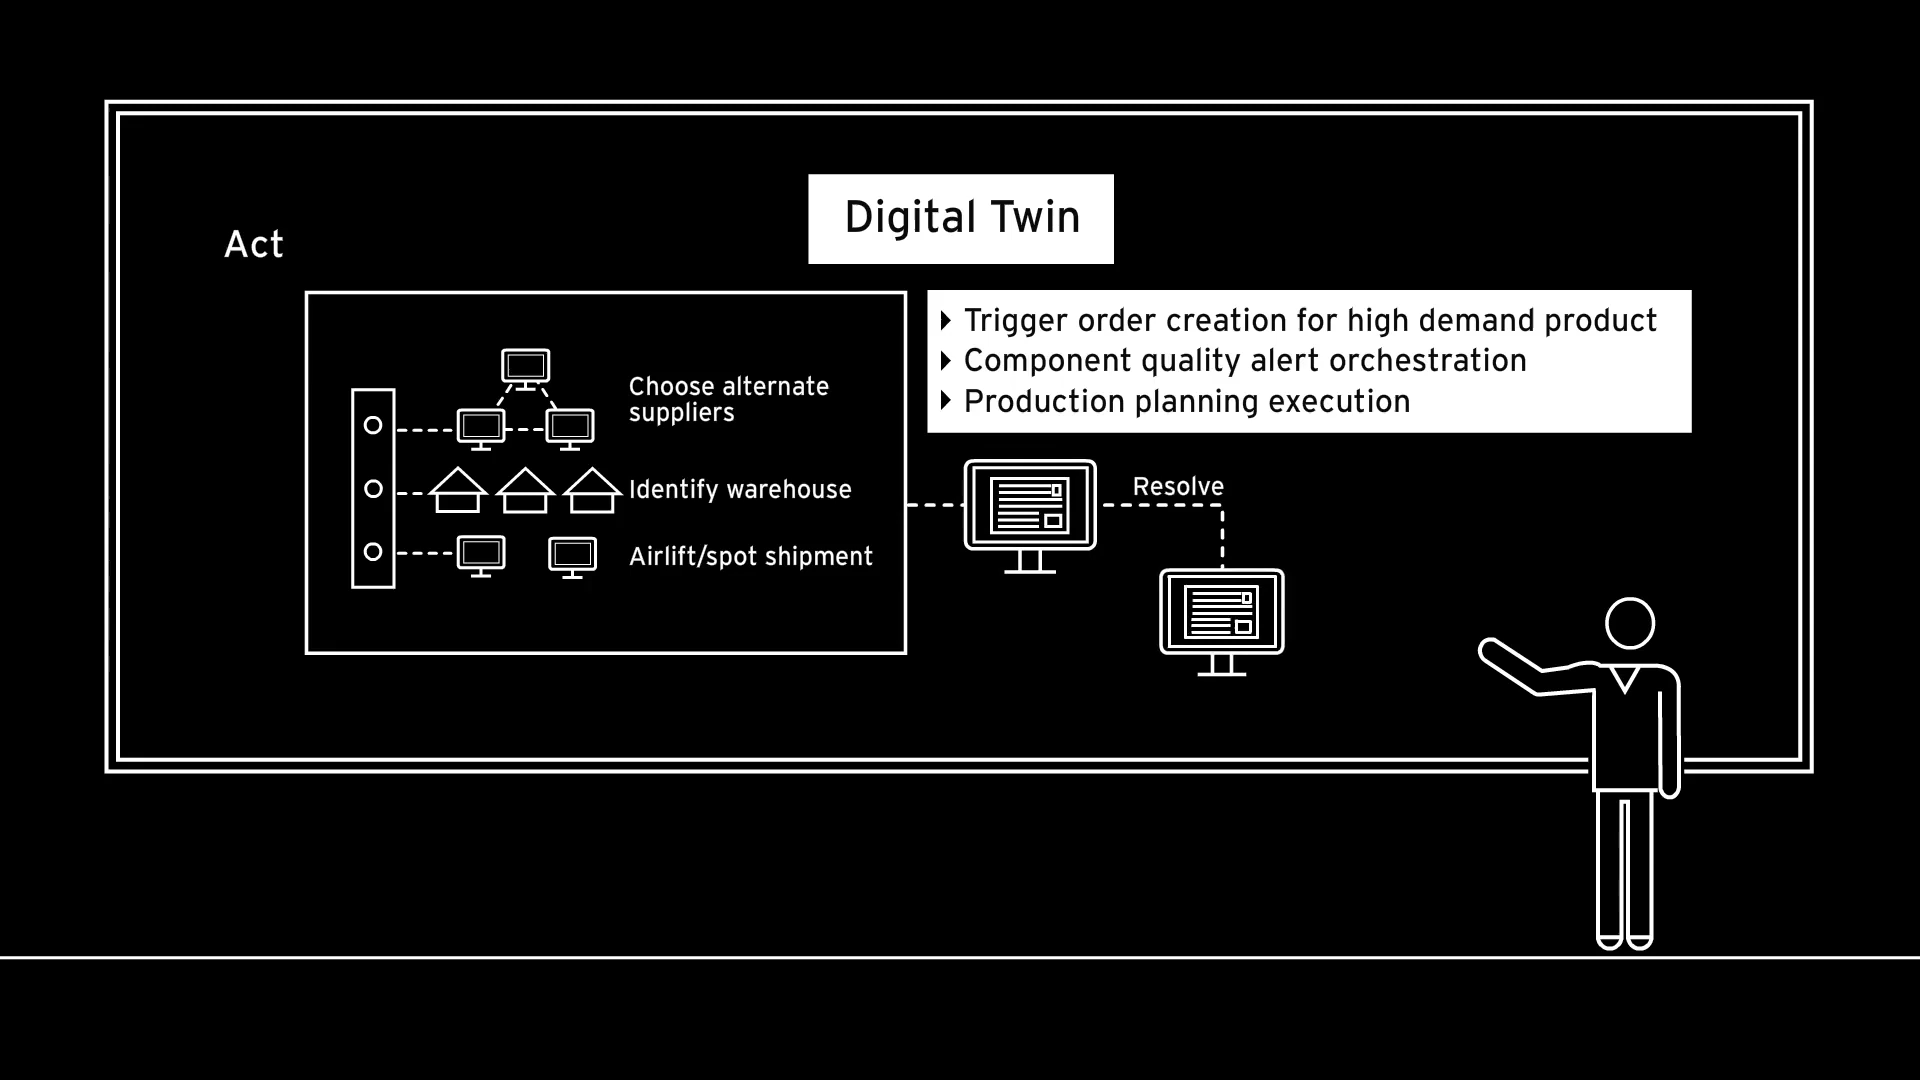 Digital Twin
Act
Choose alternate
suppliers
Identify warehouse
Airlift/spot shipment
Trigger order creation for high demand product
Component quality alert orchestration
Production planning execution
Resolve